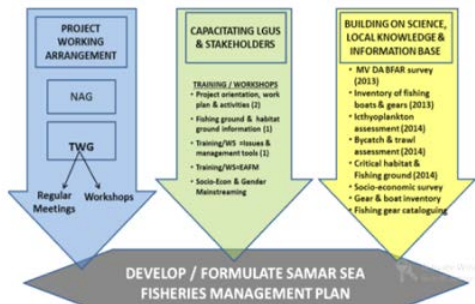 PROJECT
WORKING
ARRANGEMENT
NAG
TWG
Regular
Meetings
Workshops
CAPACITATING LGUS
& STAKEHOLDERS
TRAINING / WORKSHOPS
• Project orientation, work
plan & activities (2)
• Fishing ground & habitat
ground information (1)
• Training/WS =Issues &
management tools (1)
• Training/WS=EAFM
• Socio-Econ & Gender
Mainstreaming
BUILDING ON SCIENCE,
LOCAL KNOWLEDGE &
INFORMATION BASE
• MV DA BFAR survey
(2013)
• Inventory of fishing
boats & gears (2013)
• Icthyoplankton
assessment (2014)
• Bycatch & trawl
assessment (2014)
• Critical habitat &
Fishing ground (2014)
• Socio-economic survey
• Gear & boat inventory
• Fishing gear cataloguing
DEVELOP / FORMULATE SAMAR SEA
FISHERIES MANAGEMENT PLAN